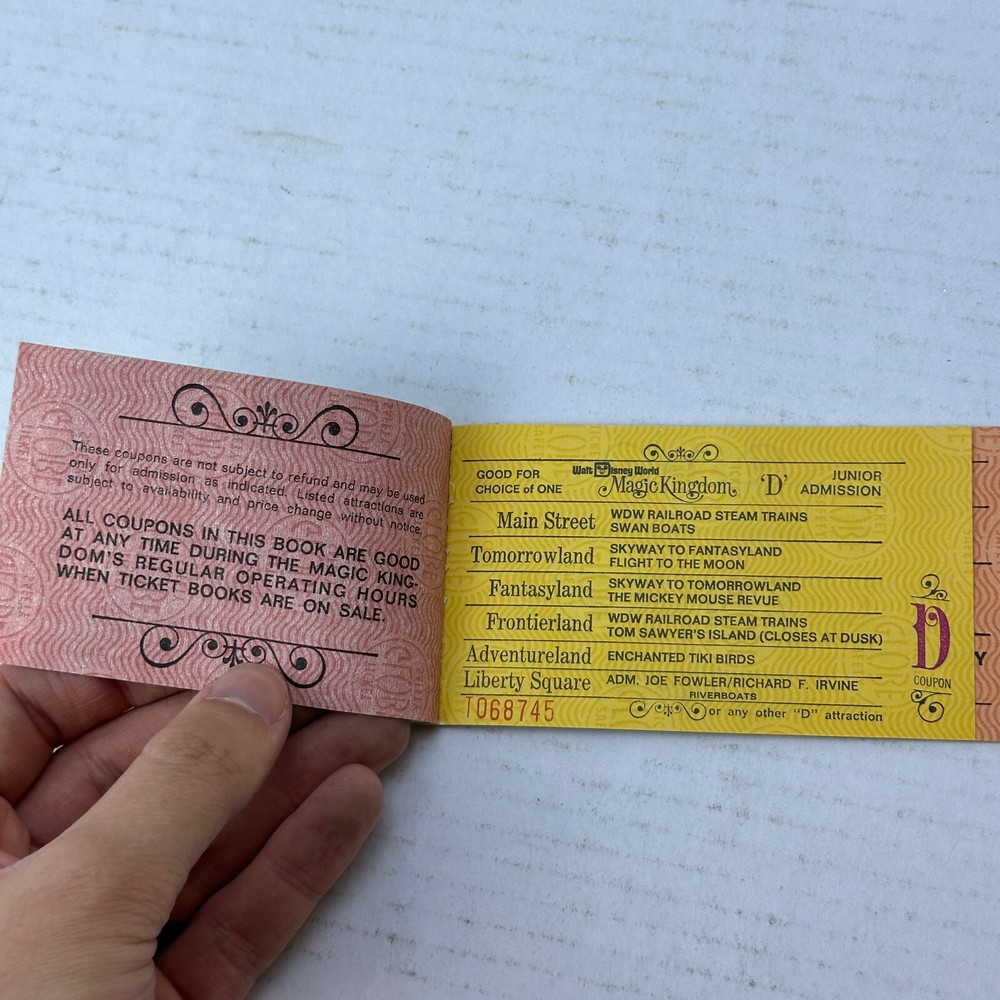 These coupons are not subject to refund and may be used
only for admission as indicated. Listed attractions are
subject to availability and price change without notice.
ALL COUPONS IN THIS BOOK ARE GOOD
AT ANY TIME DURING THE MAGIC KING-
DOM'S REGULAR OPERATING HOURS
WHEN TICKET BOOKS ARE ON SALE.
GOOD FOR
CHOICE of ONE
Walt Disney World
Magic Kingdom
'D'
JUNIOR
ADMISSION
Main Street
WDW RAILROAD STEAM TRAINS
SWAN BOATS
Tomorrowland
SKYWAY TO FANTASYLAND
FLIGHT TO THE MOON
Fantasyland
SKYWAY TO TOMORROWLAND
THE MICKEY MOUSE REVUE
Frontierland
WDW RAILROAD STEAM TRAINS
TOM SAWYER'S ISLAND (CLOSES AT DUSK)
Adventureland
ENCHANTED TIKI BIRDS
Liberty Square
ADM. JOE FOWLER/RICHARD F. IRVINE
RIVERBOATS
or any other "D" attraction
T068745
D
COUPON
Y